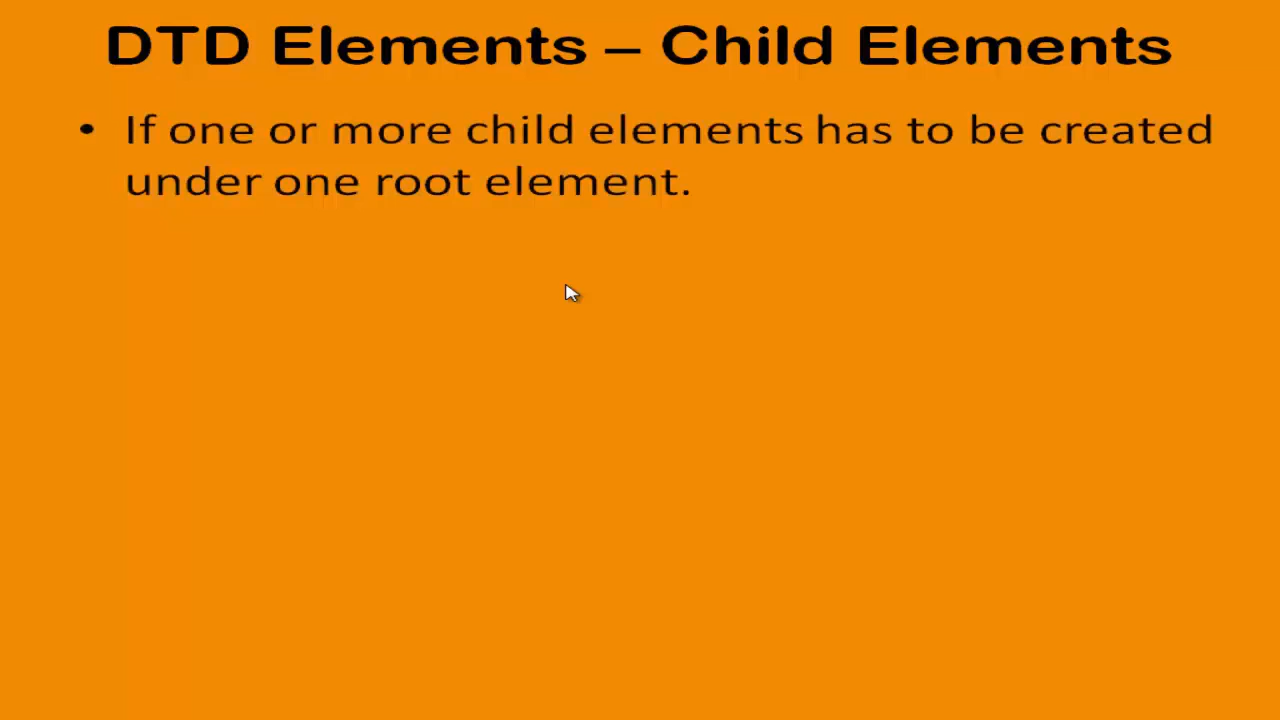 DTD Elements – Child Elements
• If one or more child elements has to be created
under one root element.